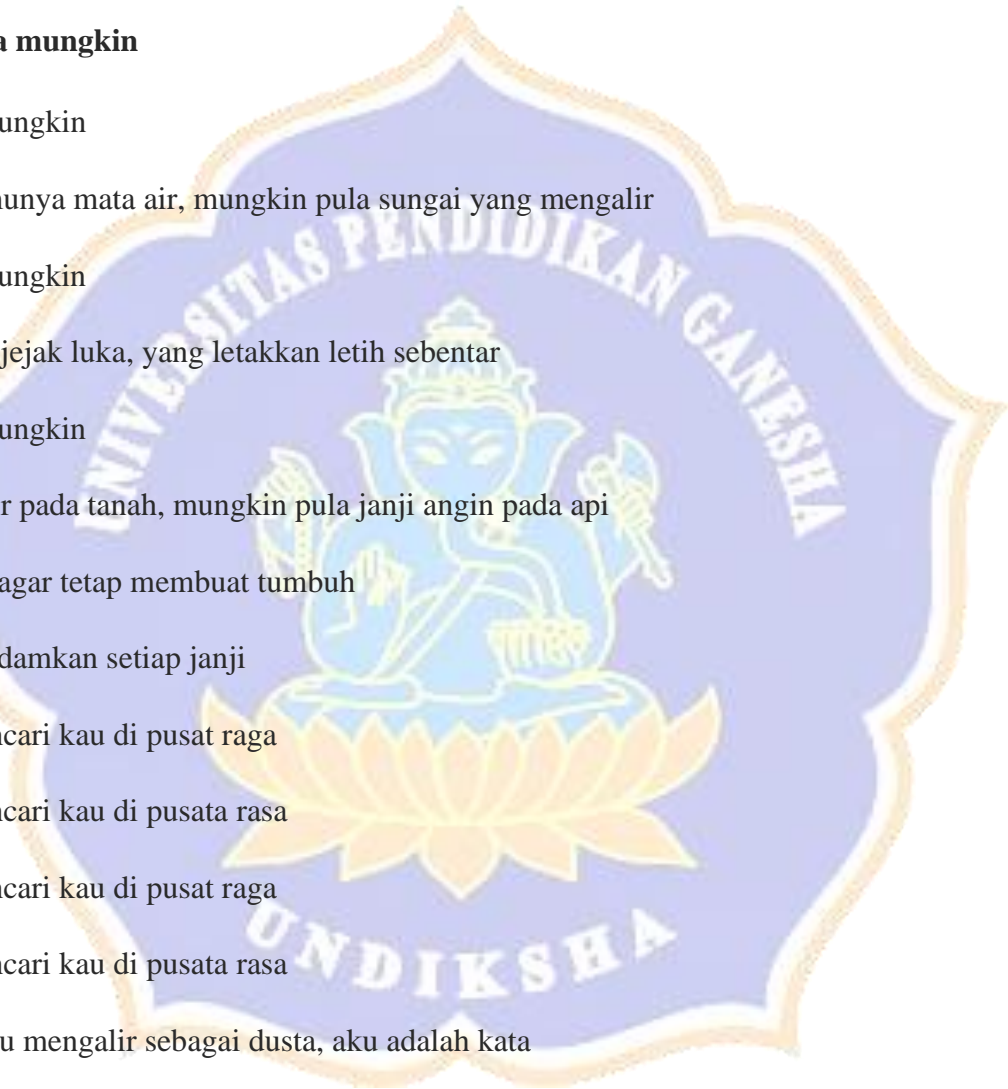 a mungkin
ungkin
unya mata air, mungkin pula sungai yang mengalir
ungkin
jejak luka, yang letakkan letih sebentar
ungkin
r pada tanah, mungkin pula janji angin pada api
agar tetap membuat tumbuh
damkan setiap janji
cari kau di pusat raga
cari kau di pusata rasa
cari kau di pusat raga
cari kau di pusata rasa
u mengalir sebagai dusta, aku adalah kata
UNIVERSITAS PENDIDIKAN GANESHA
UNDIKSHA